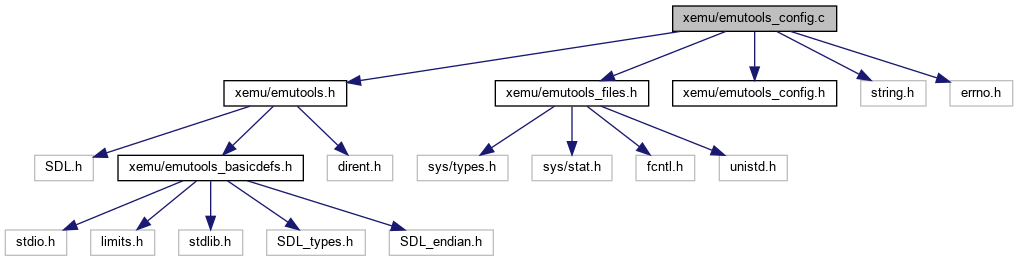 xemu/emutools_config.c
xemu/emutools.h
xemu/emutools_files.h
xemu/emutools_config.h
string.h
errno.h
SDL.h
xemu/emutools_basicdefs.h
dirent.h
sys/types.h
sys/stat.h
fcntl.h
unistd.h
stdio.h
limits.h
stdlib.h
SDL_types.h
SDL_endian.h